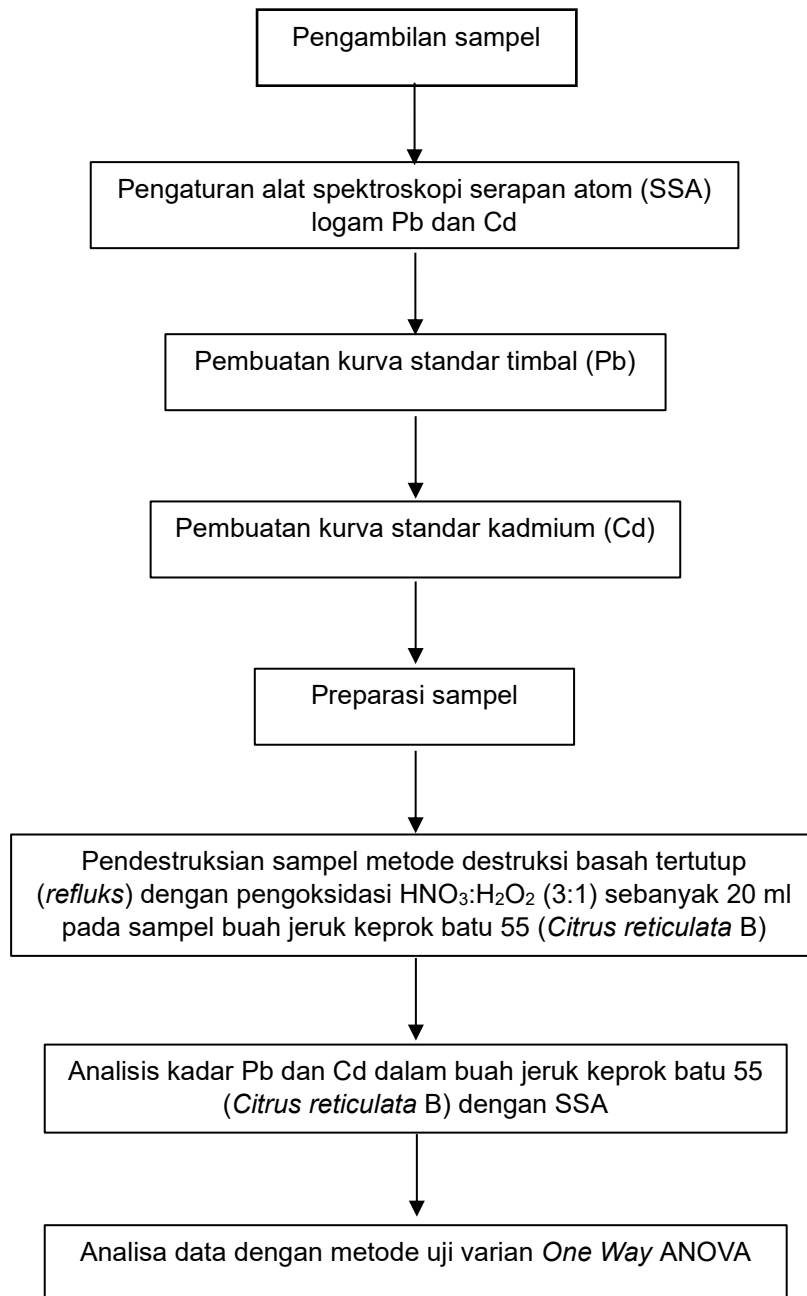 Pengambilan sampel
Pengaturan alat spektroskopi serapan atom (SSA)
logam Pb dan Cd
Pembuatan kurva standar timbal (Pb)
Pembuatan kurva standar kadmium (Cd)
Preparasi sampel
Pendestruksian sampel metode destruksi basah tertutup
(refluks) dengan pengoksidasi HNO₃:H₂O₂ (3:1) sebanyak 20 ml
pada sampel buah jeruk keprok batu 55 (Citrus reticulata B)
Analisis kadar Pb dan Cd dalam buah jeruk keprok batu 55
(Citrus reticulata B) dengan SSA
Analisa data dengan metode uji varian One Way ANOVA